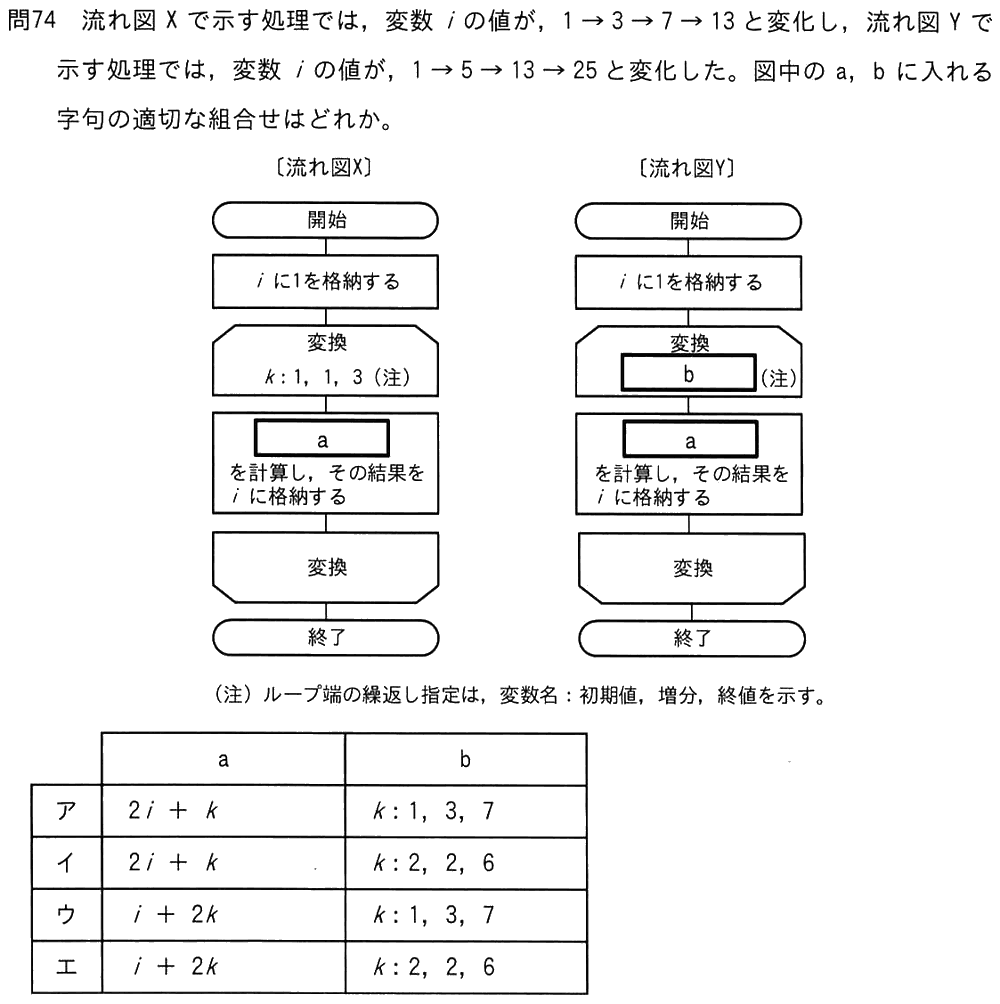 問74 流れ図 X で示す処理では，変数 i の値が，1 → 3 → 7 → 13 と変化し，流れ図 Y で
示す処理では，変数 i の値が，1 → 5 → 13 → 25 と変化した。図中の a，b に入れる
字句の適切な組合せはどれか。
〔流れ図X〕 〔流れ図Y〕
開始 開始
i に1を格納する i に1を格納する
変換 変換
k：1，1，3（注） b （注）
a a
を計算し，その結果を を計算し，その結果を
i に格納する i に格納する
変換 変換
終了 終了
（注）ループ端の繰返し指定は，変数名：初期値，増分，終値を示す。
a b
ア 2i ＋ k k：1，3，7
イ 2i ＋ k k：2，2，6
ウ i ＋ 2k k：1，3，7
エ i ＋ 2k k：2，2，6